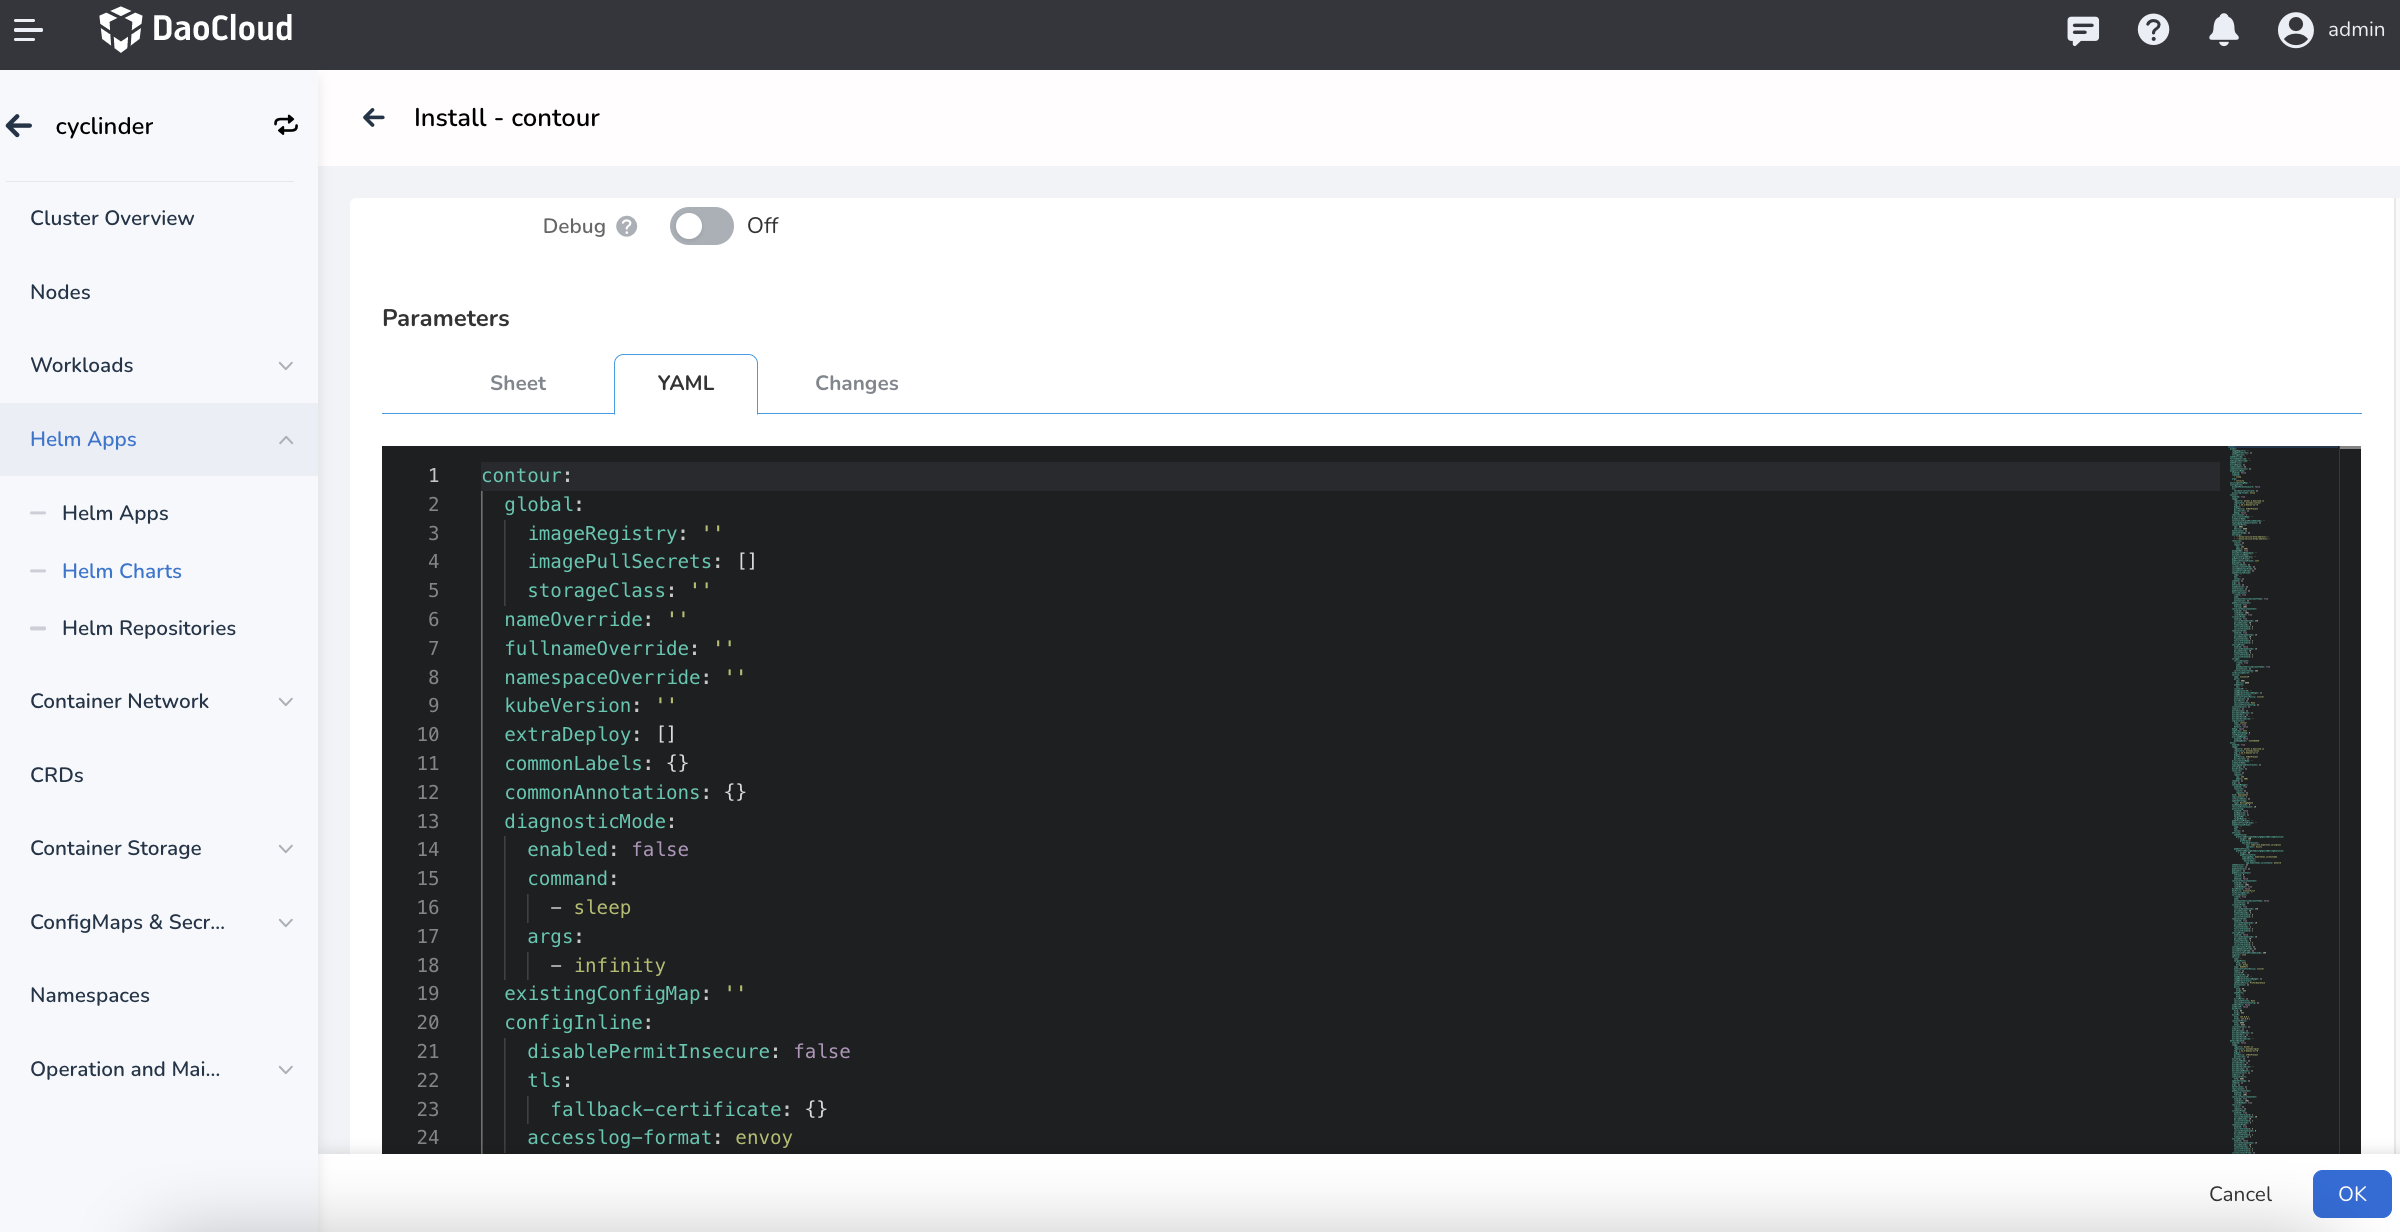 DaoCloud
admin
cyclinder
Cluster Overview
Nodes
Workloads
Helm Apps
Helm Apps
Helm Charts
Helm Repositories
Container Network
CRDs
Container Storage
ConfigMaps & Secr...
Namespaces
Operation and Mai...
Install - contour
Debug ? Off
Parameters
Sheet YAML Changes
1 contour:
2 global:
3 imageRegistry: ''
4 imagePullSecrets: []
5 storageClass: ''
6 nameOverride: ''
7 fullnameOverride: ''
8 namespaceOverride: ''
9 kubeVersion: ''
10 extraDeploy: []
11 commonLabels: {}
12 commonAnnotations: {}
13 diagnosticMode:
14 enabled: false
15 command:
16 - sleep
17 args:
18 - infinity
19 existingConfigMap: ''
20 configInline:
21 disablePermitInsecure: false
22 tls:
23 fallback-certificate: {}
24 accesslog-format: envoy
Cancel OK